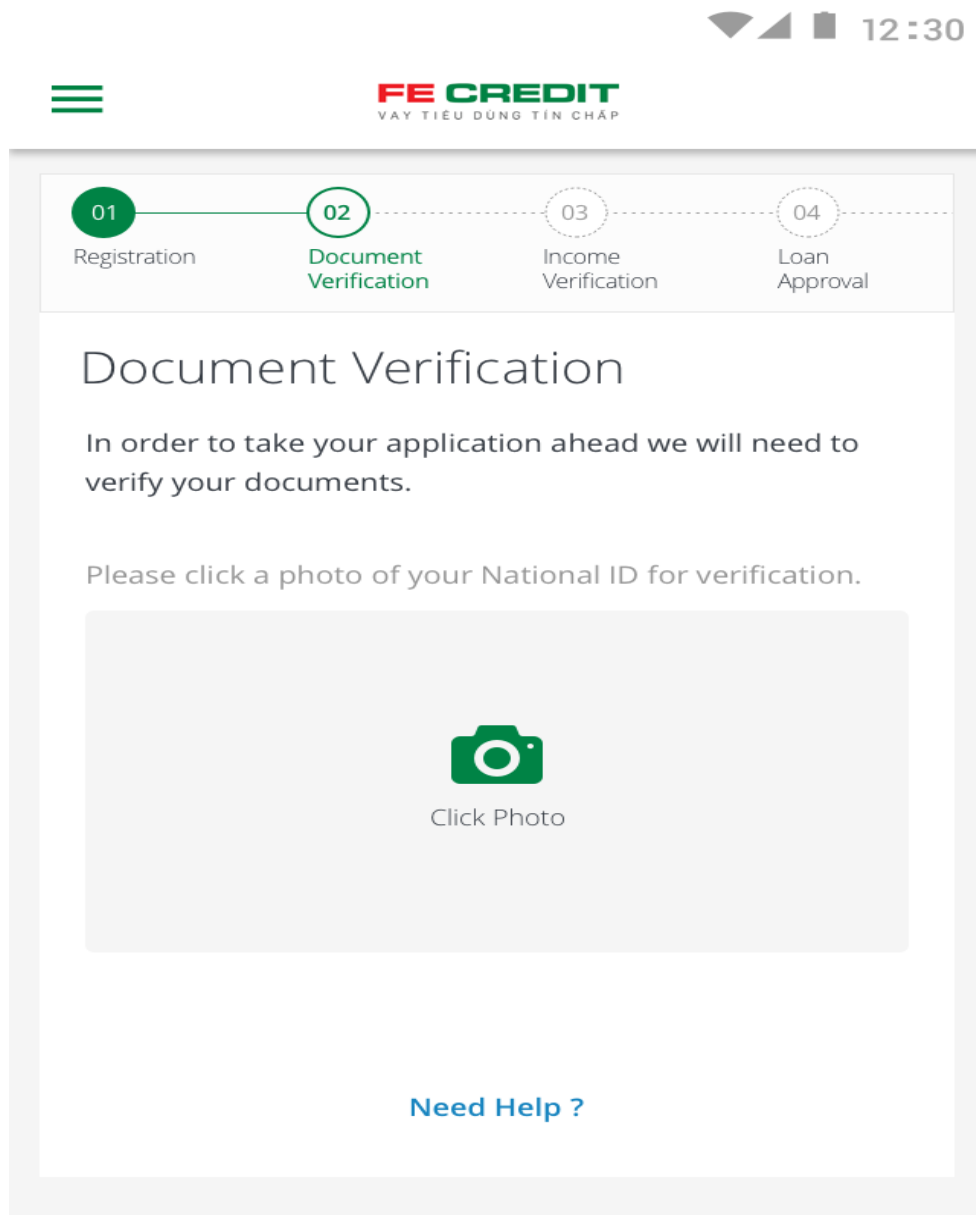 12:30
FE CREDIT
VAY TIÊU DÙNG TÍN CHẤP
01
02
03
04
Registration
Document
Verification
Income
Verification
Loan
Approval
Document Verification
In order to take your application ahead we will need to
verify your documents.
Please click a photo of your National ID for verification.
Click Photo
Need Help ?